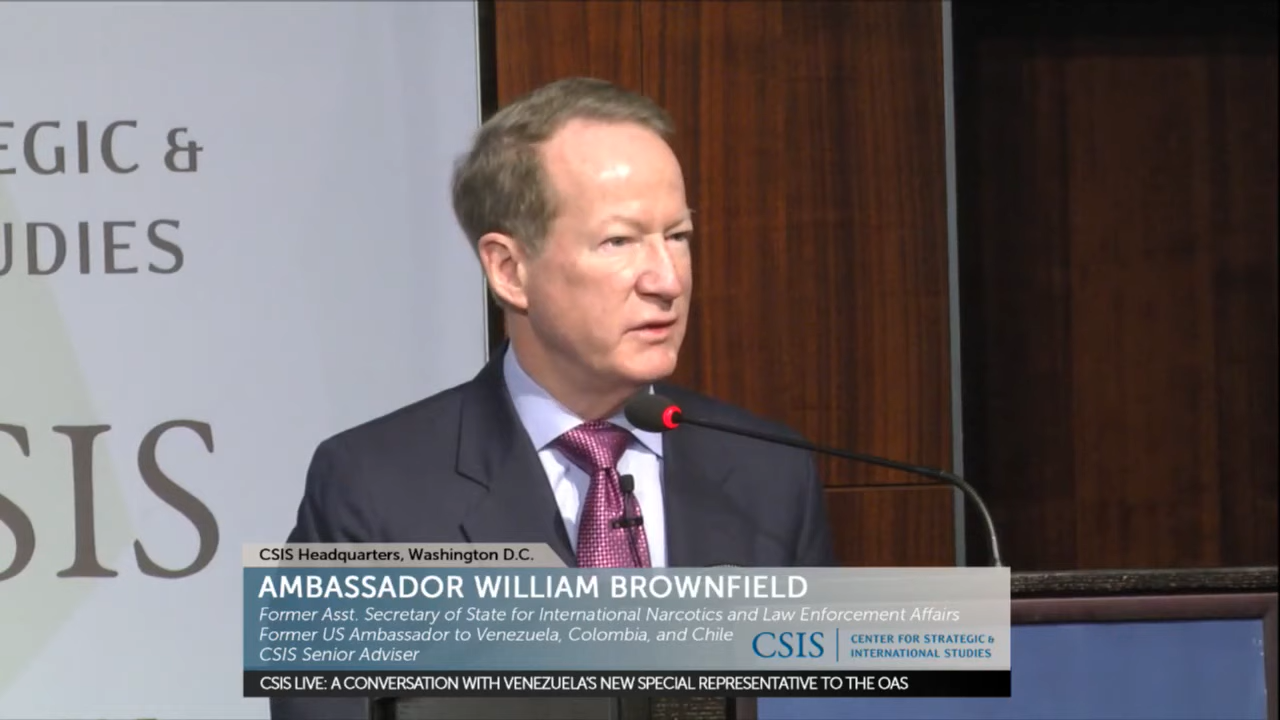 EGIC &
UDIES
SIS
CSIS Headquarters, Washington D.C.
AMBASSADOR WILLIAM BROWNFIELD
Former Asst. Secretary of State for International Narcotics and Law Enforcement Affairs
Former US Ambassador to Venezuela, Colombia, and Chile
CSIS Senior Adviser
CSIS
CENTER FOR STRATEGIC &
INTERNATIONAL STUDIES
CSIS LIVE: A CONVERSATION WITH VENEZUELA'S NEW SPECIAL REPRESENTATIVE TO THE OAS